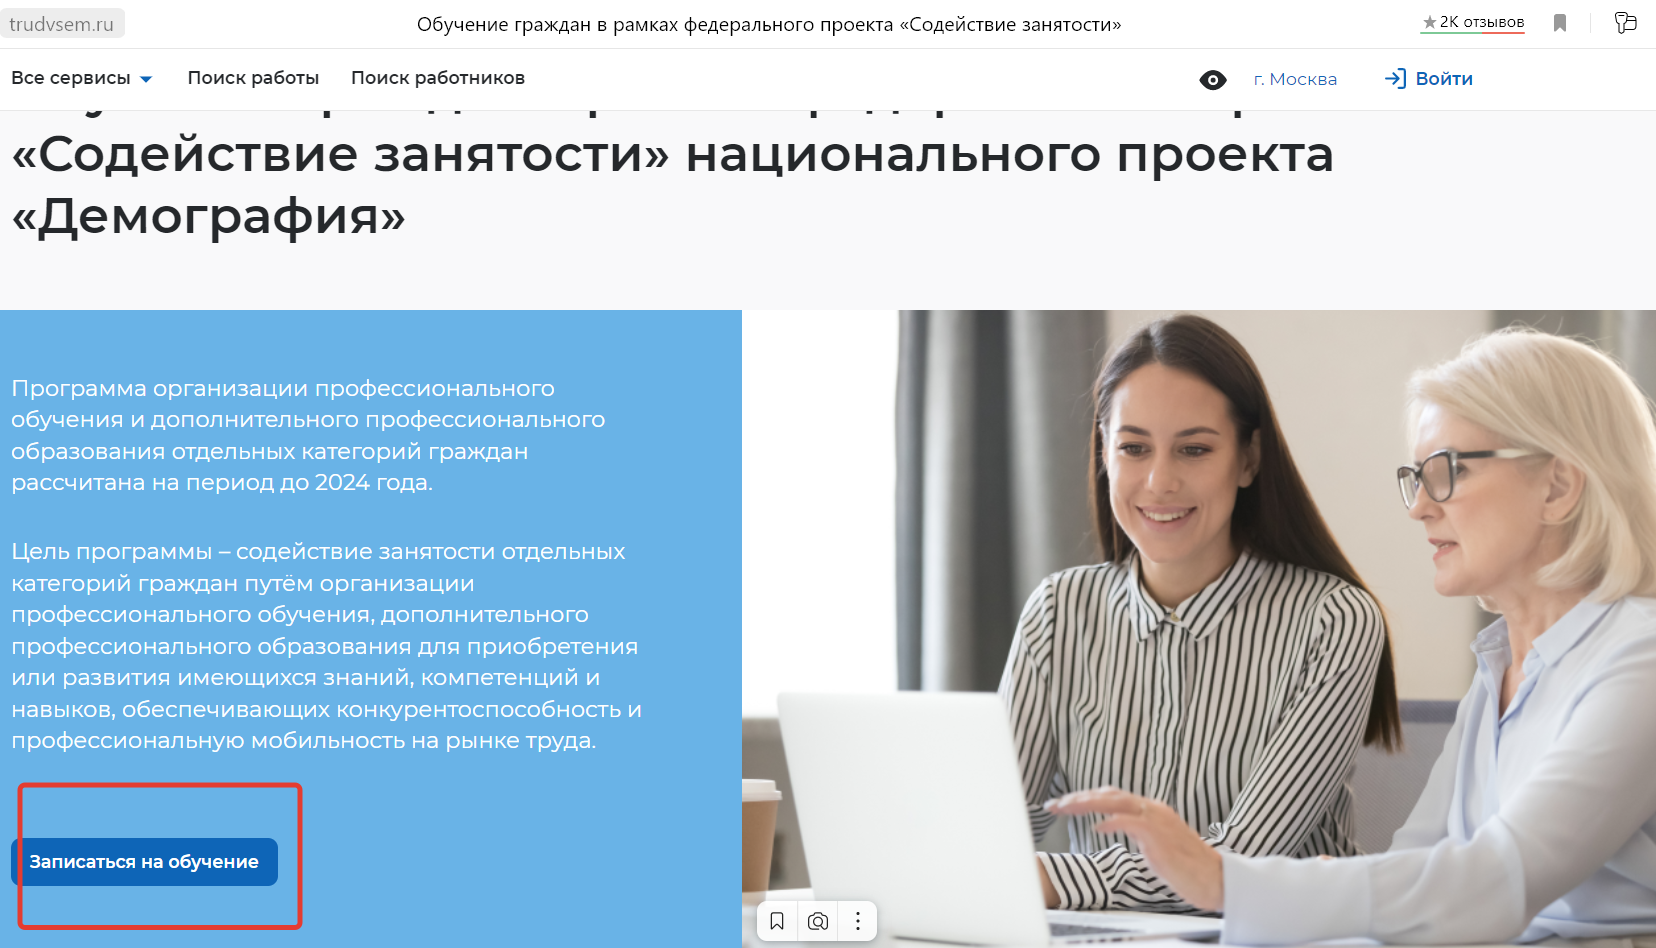 trudvsem.ru
Обучение граждан в рамках федерального проекта «Содействие занятости»
2K отзывов
Все сервисы
Поиск работы
Поиск работников
г. Москва
Войти
«Содействие занятости» национального проекта
«Демография»
Программа организации профессионального
обучения и дополнительного профессионального
образования отдельных категорий граждан
рассчитана на период до 2024 года.
Цель программы – содействие занятости отдельных
категорий граждан путём организации
профессионального обучения, дополнительного
профессионального образования для приобретения
или развития имеющихся знаний, компетенций и
навыков, обеспечивающих конкурентоспособность и
профессиональную мобильность на рынке труда.
Записаться на обучение